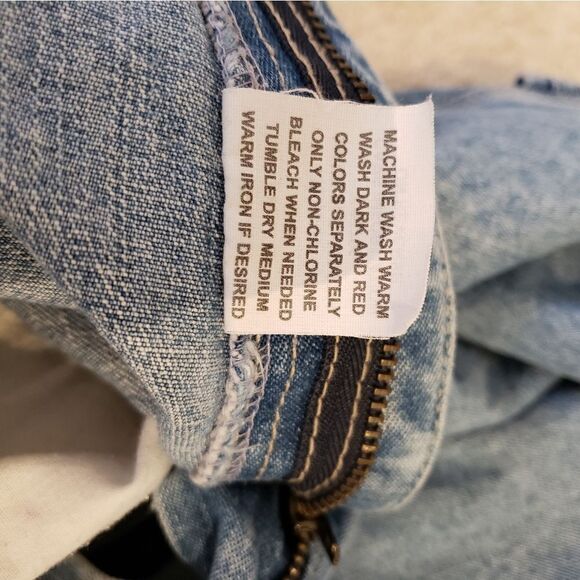 MACHINE WASH WARM
WASH DARK AND RED
COLORS SEPARATELY
ONLY NON-CHLORINE
BLEACH WHEN NEEDED
TUMBLE DRY MEDIUM
WARM IRON IF DESIRED